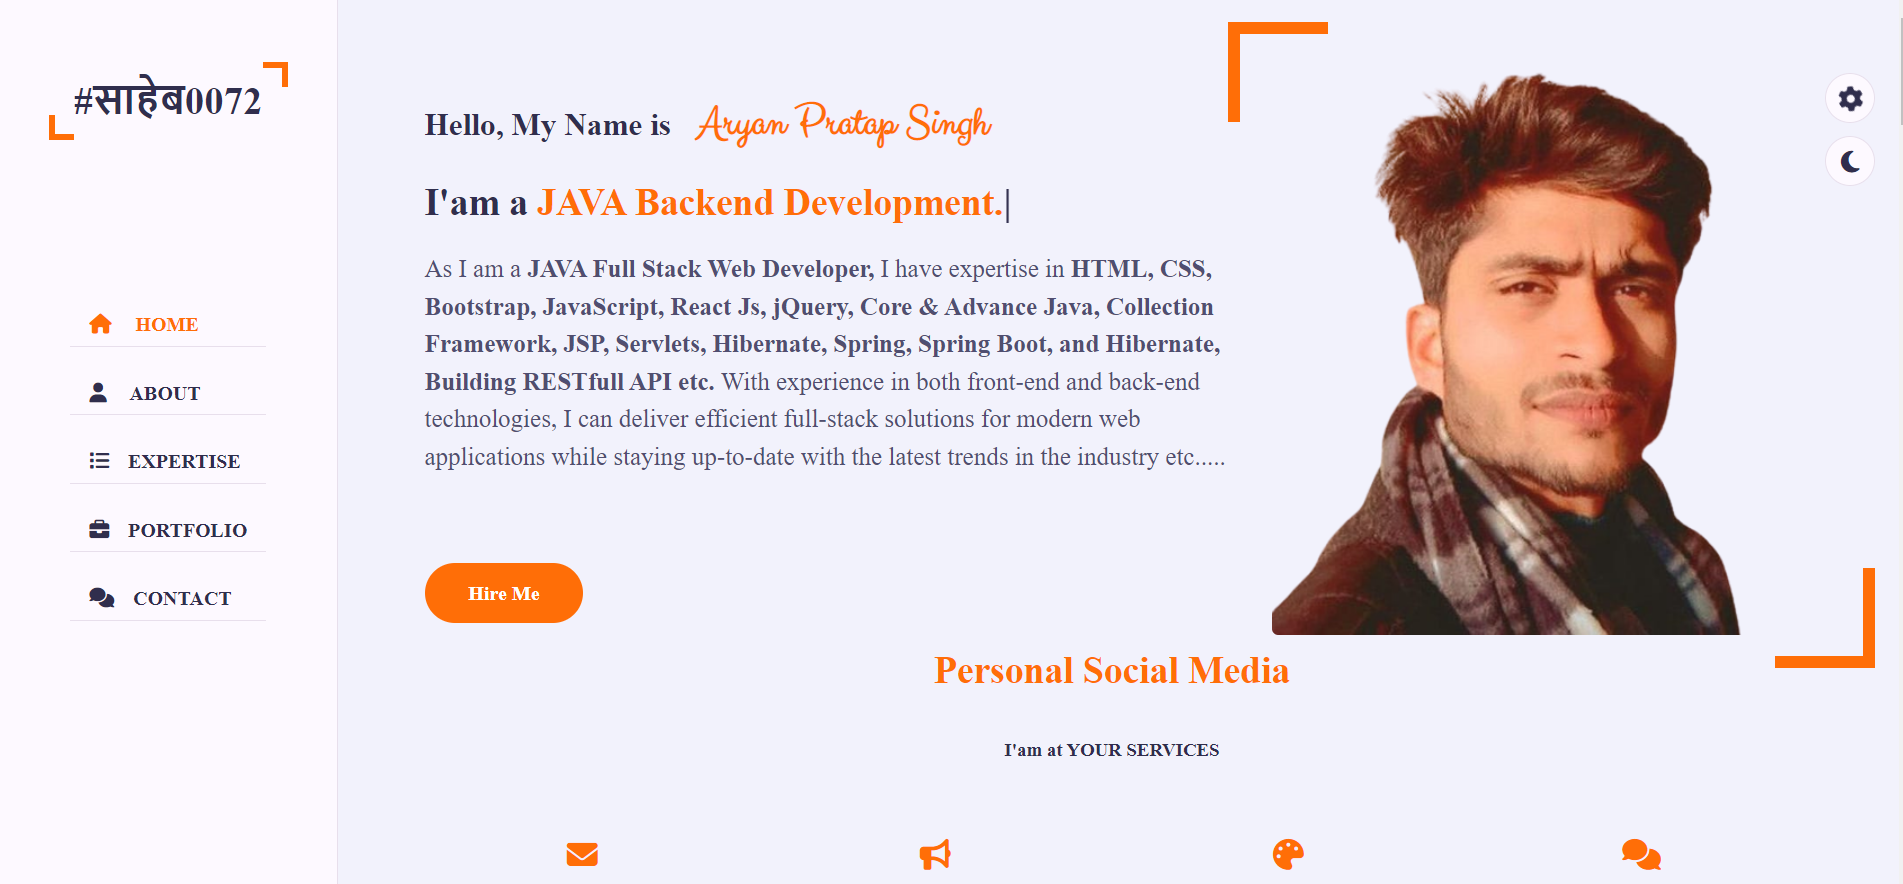 #साहेब0072
HOME
ABOUT
EXPERTISE
PORTFOLIO
CONTACT
Hello, My Name is Aryan Pratap Singh
I'am a JAVA Backend Development.|
As I am a JAVA Full Stack Web Developer, I have expertise in HTML, CSS,
Bootstrap, JavaScript, React Js, jQuery, Core & Advance Java, Collection
Framework, JSP, Servlets, Hibernate, Spring, Spring Boot, and Hibernate,
Building RESTfull API etc. With experience in both front-end and back-end
technologies, I can deliver efficient full-stack solutions for modern web
applications while staying up-to-date with the latest trends in the industry etc.....
Hire Me
Personal Social Media
I'am at YOUR SERVICES